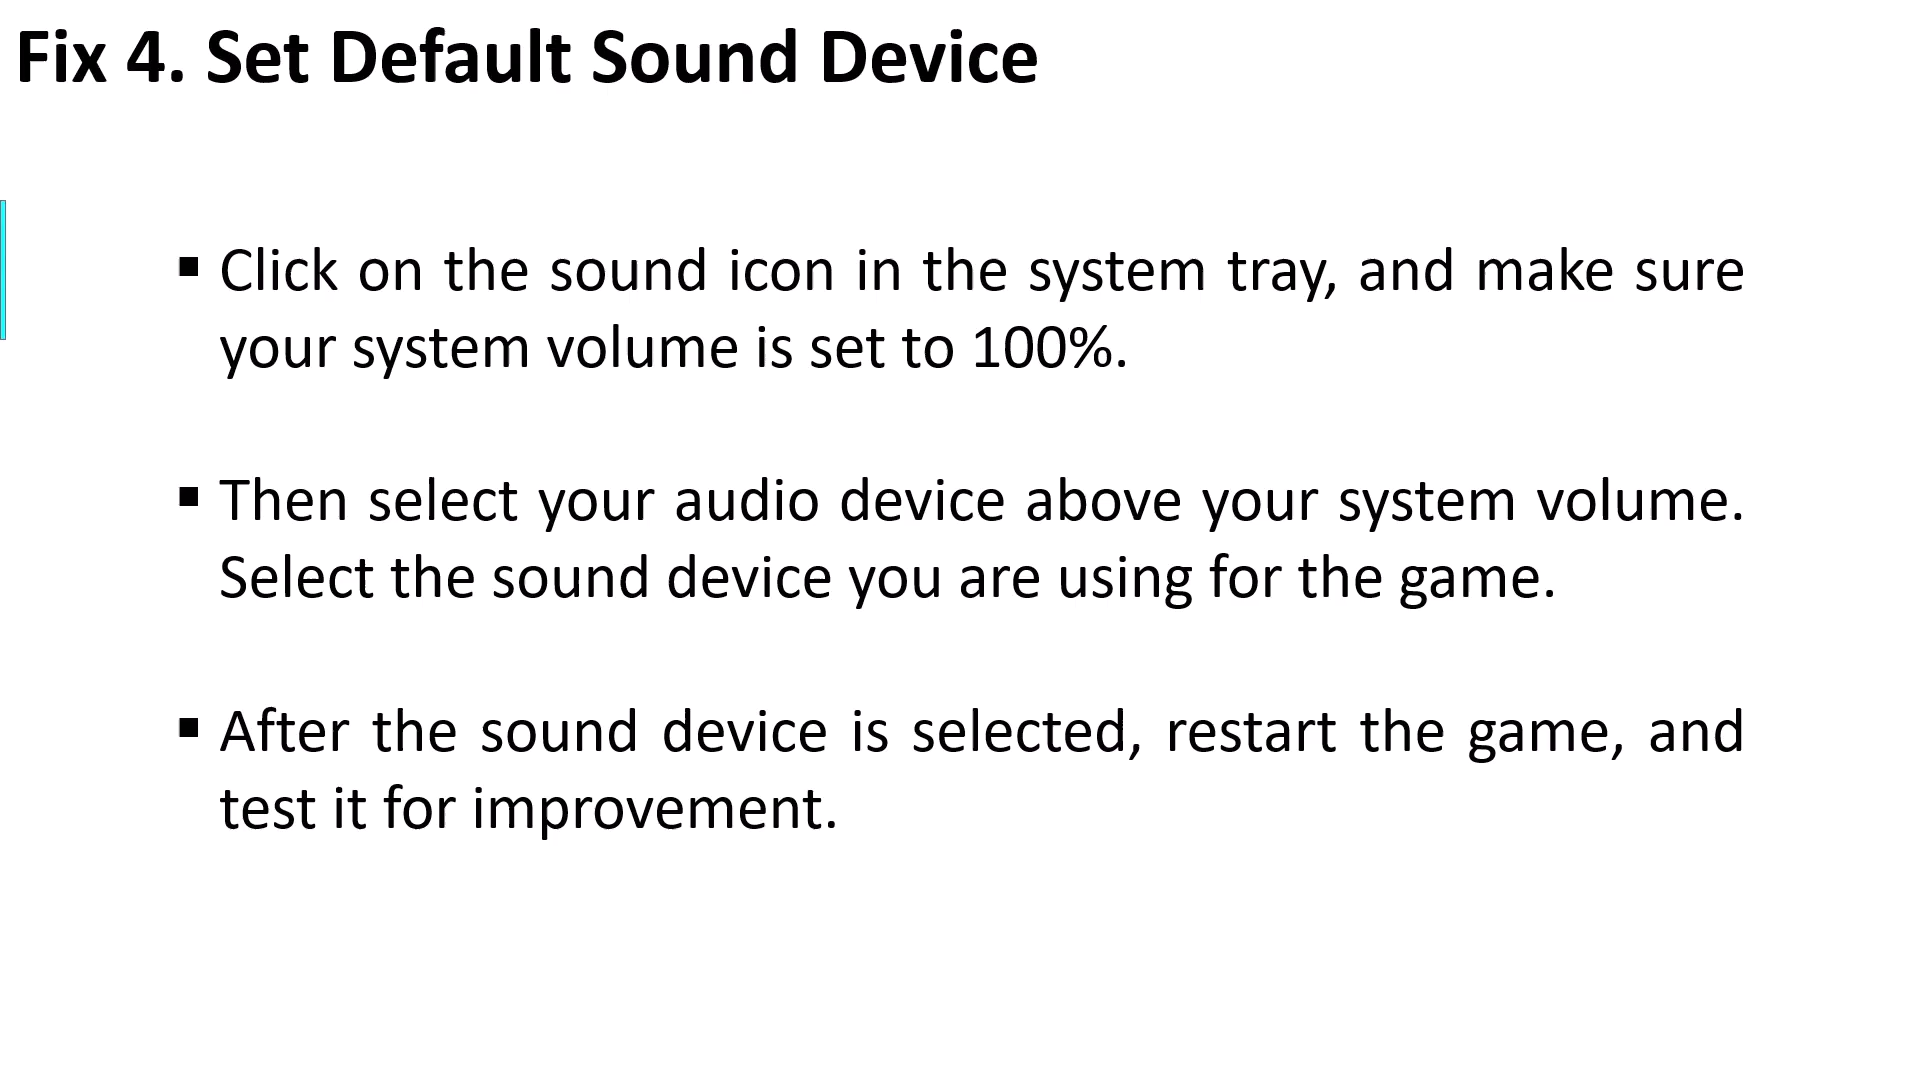 Fix 4. Set Default Sound Device
▪ Click on the sound icon in the system tray, and make sure
your system volume is set to 100%.
▪ Then select your audio device above your system volume.
Select the sound device you are using for the game.
▪ After the sound device is selected, restart the game, and
test it for improvement.